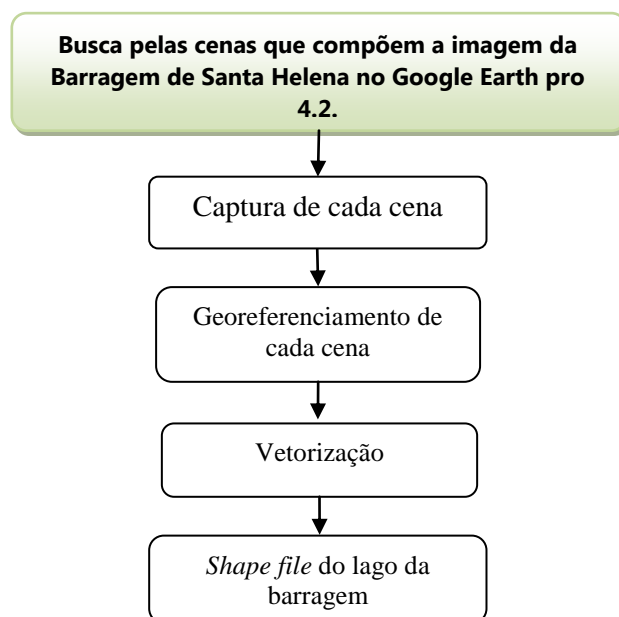 Busca pelas cenas que compõem a imagem da
Barragem de Santa Helena no Google Earth pro
4.2.
Captura de cada cena
Georeferenciamento de
cada cena
Vetorização
Shape file do lago da
barragem